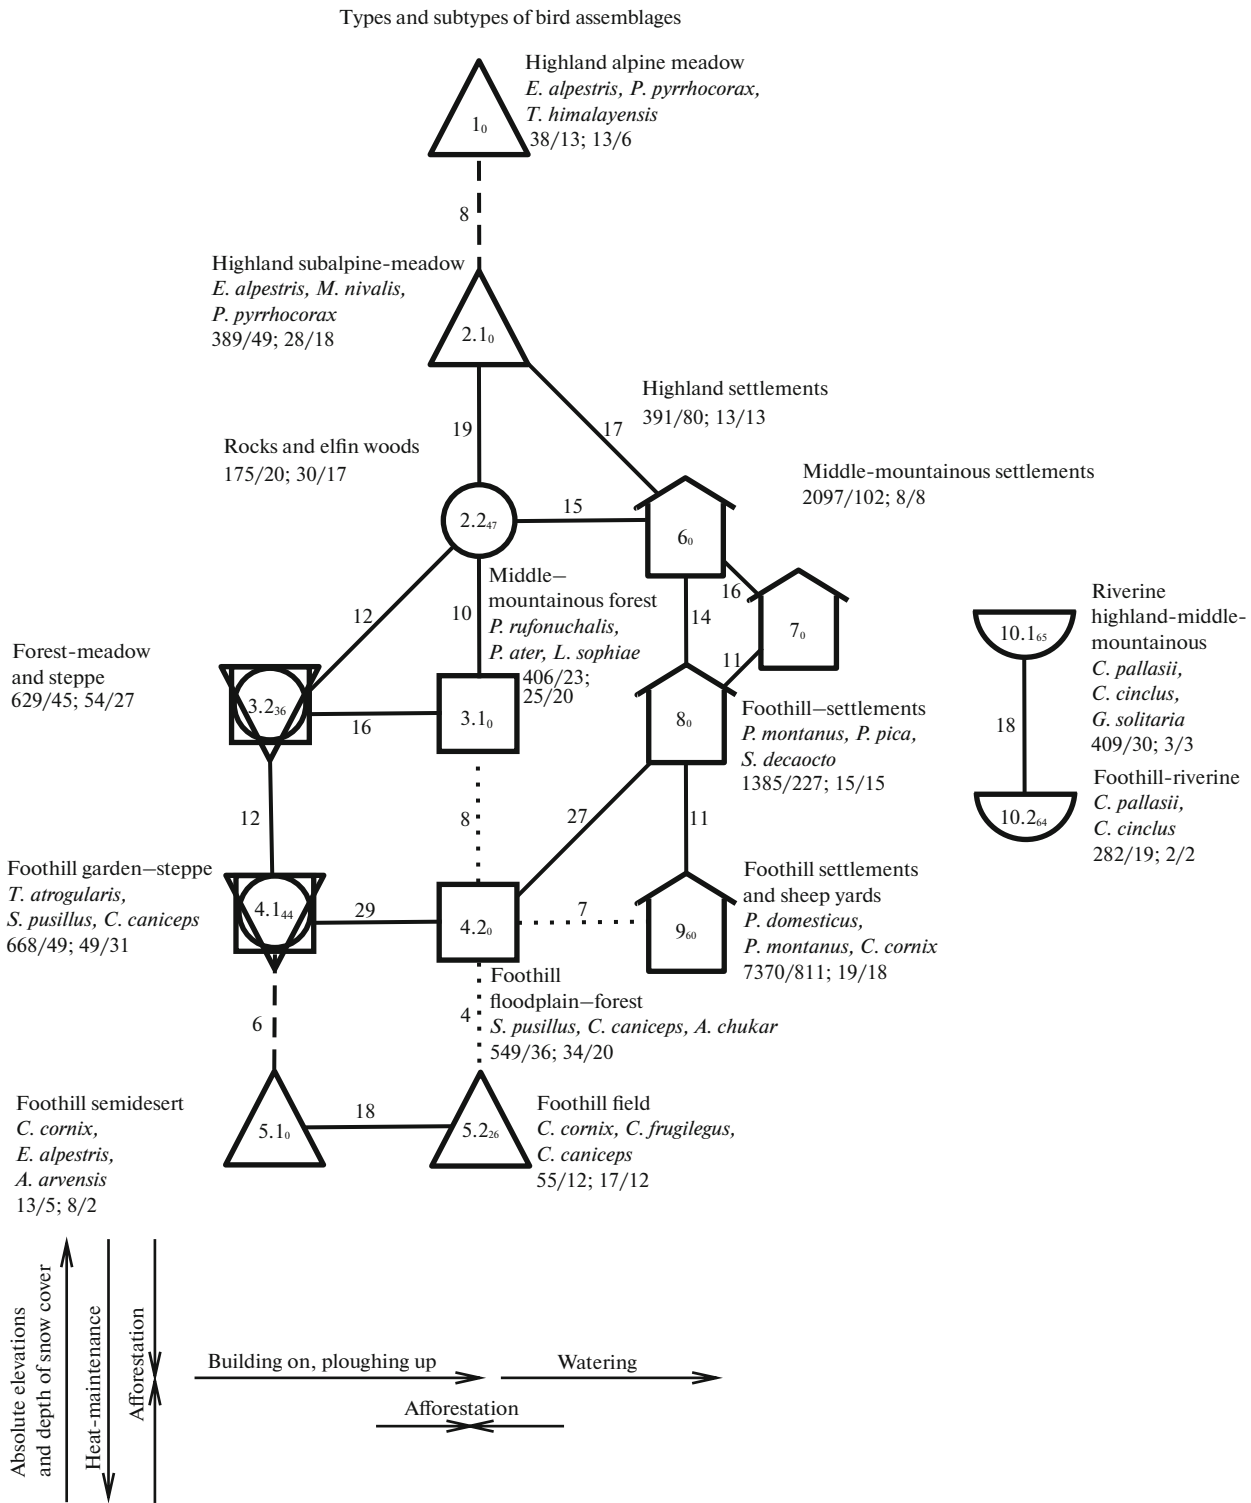 Types and subtypes of bird assemblages
Highland alpine meadow
E. alpestris, P. pyrrhocorax,
T. himalayensis
38/13; 13/6
1₀
8
Highland subalpine-meadow
E. alpestris, M. nivalis,
P. pyrrhocorax
389/49; 28/18
2.1₀
Highland settlements
391/80; 13/13
19
17
Rocks and elfin woods
175/20; 30/17
Middle-mountainous settlements
2097/102; 8/8
2.2₄₇
15
6₀
Middle–
mountainous forest
P. rufonuchalis,
P. ater, L. sophiae
406/23;
25/20
12
10
14
16
7₀
11
Riverine
highland-middle-
mountainous
C. pallasii,
C. cinclus,
G. solitaria
409/30; 3/3
10.1₆₅
18
Forest-meadow
and steppe
629/45; 54/27
3.2₃₆
16
3.1₀
8₀
Foothill–settlements
P. montanus, P. pica,
S. decaocto
1385/227; 15/15
Foothill-riverine
C. pallasii,
C. cinclus
282/19; 2/2
10.2₆₄
12
8
27
11
Foothill garden–steppe
T. atrogularis,
S. pusillus, C. caniceps
668/49; 49/31
4.1₄₄
29
4.2₀
7
9₆₀
Foothill settlements
and sheep yards
P. domesticus,
P. montanus, C. cornix
7370/811; 19/18
Foothill
floodplain–forest
S. pusillus, C. caniceps, A. chukar
549/36; 34/20
6
4
Foothill semidesert
C. cornix,
E. alpestris,
A. arvensis
13/5; 8/2
5.1₀
18
5.2₂₆
Foothill field
C. cornix, C. frugilegus,
C. caniceps
55/12; 17/12
Absolute elevations
and depth of snow cover
Heat-maintenance
Afforestation
Building on, ploughing up
Watering
Afforestation